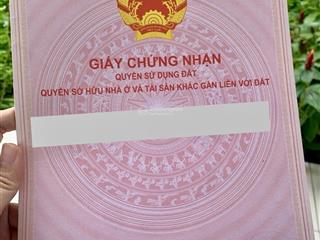 GIẤY CHỨNG NHẬN
QUYỀN SỬ DỤNG ĐẤT
QUYỀN SỞ HỮU NHÀ Ở VÀ TÀI SẢN KHÁC GẮN LIỀN VỚI ĐẤT